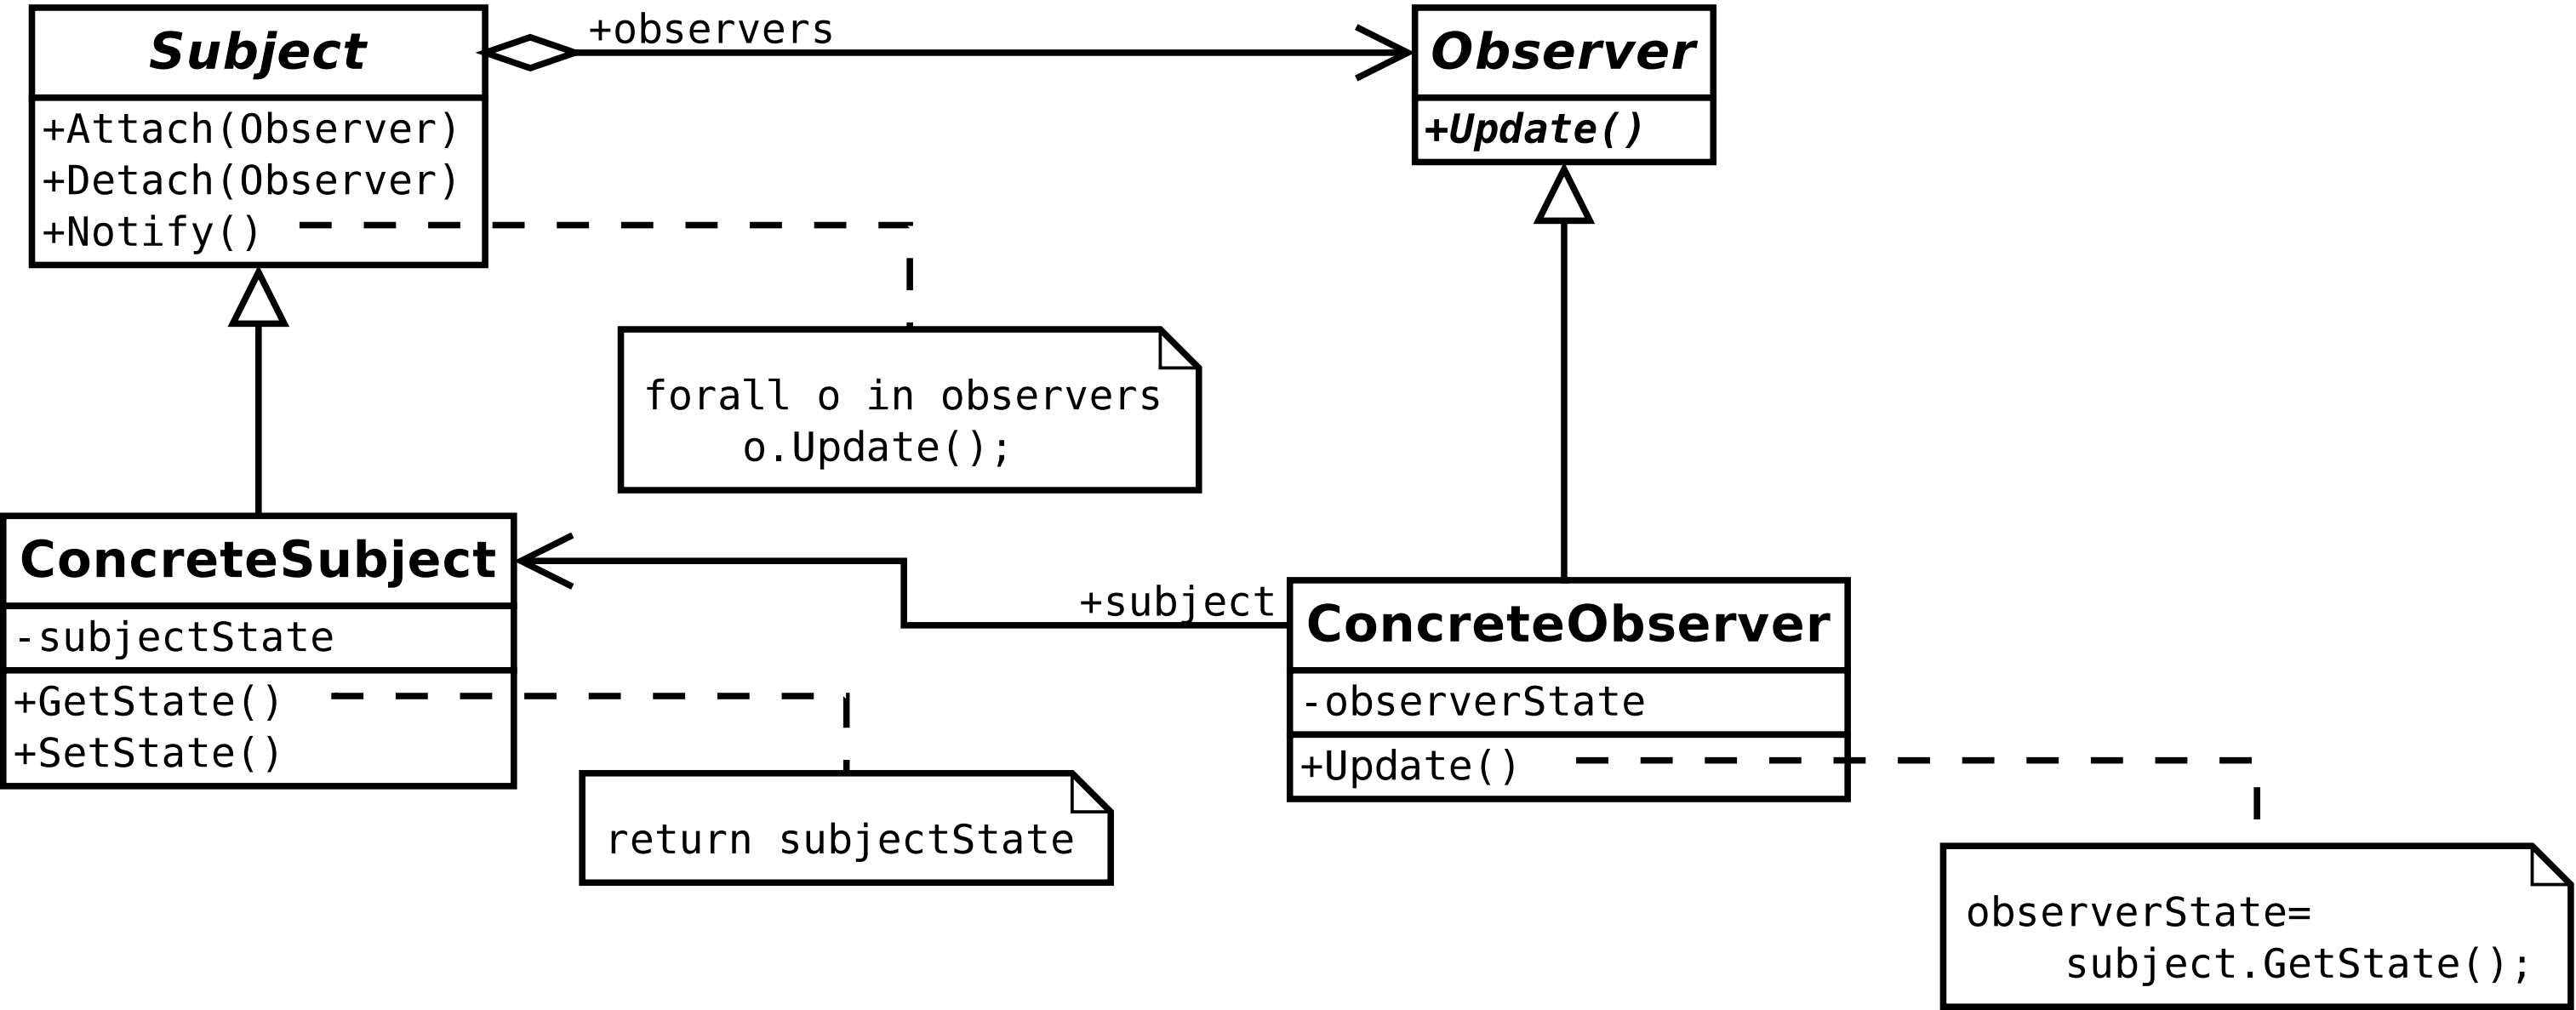 Subject
+Attach(Observer)
+Detach(Observer)
+Notify()
+observers
Observer
+Update()
forall o in observers
o.Update();
ConcreteSubject
-subjectState
+GetState()
+SetState()
+subject
ConcreteObserver
-observerState
+Update()
return subjectState
observerState=
subject.GetState();